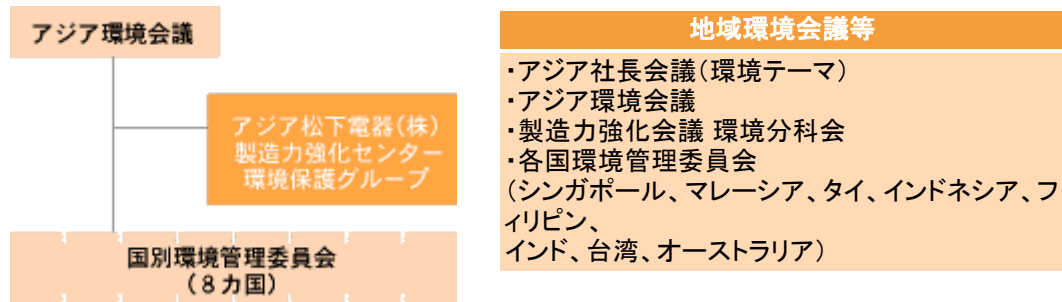 アジア環境会議
アジア松下電器(株)
製造力強化センター
環境保護グループ
国別環境管理委員会
(8カ国)
地域環境会議等
・アジア社長会議(環境テーマ)
・アジア環境会議
・製造力強化会議 環境分科会
・各国環境管理委員会
(シンガポール、マレーシア、タイ、インドネシア、フ
ィリピン、
インド、台湾、オーストラリア)